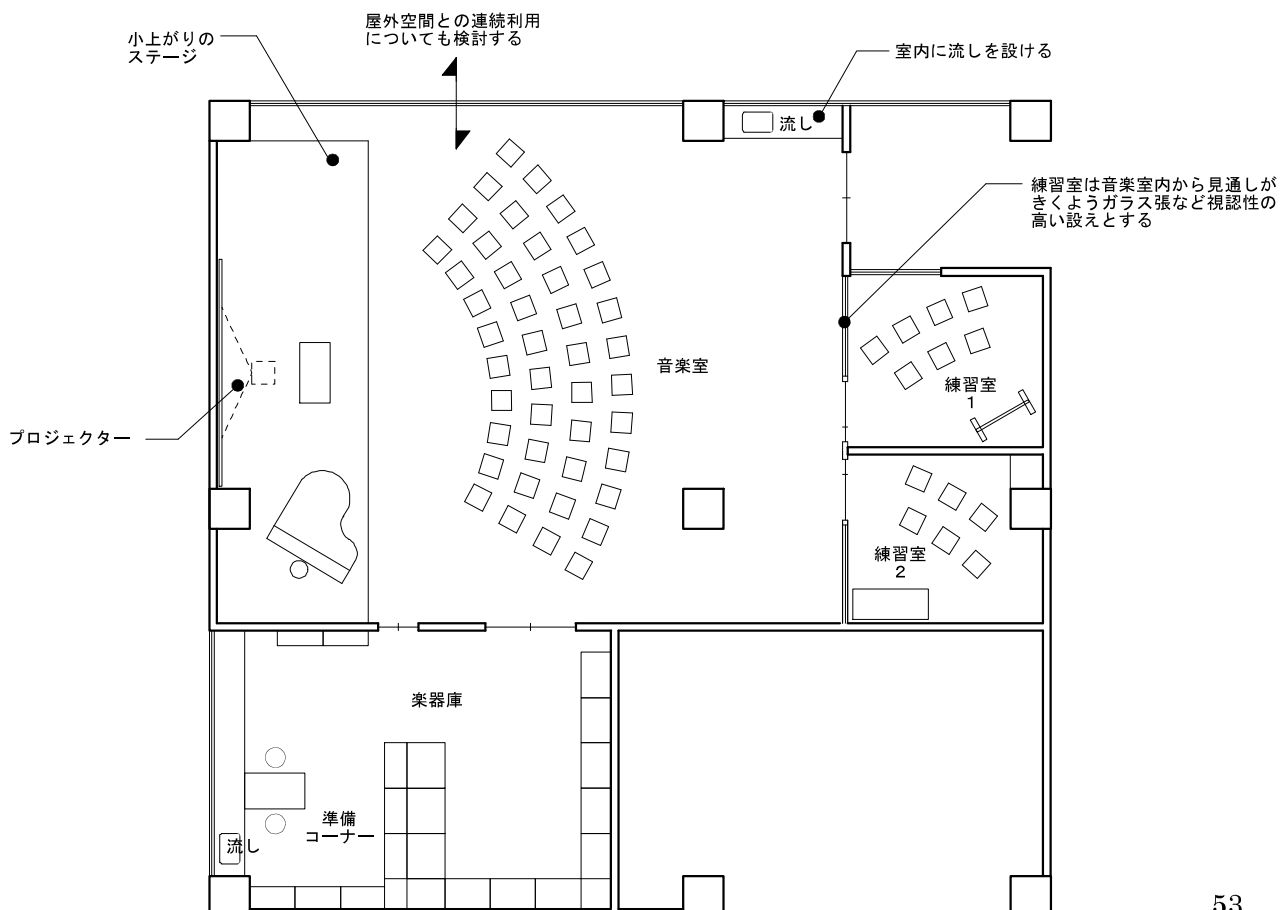 屋外空間との連続利用
についても検討する
小上がりの
ステージ
室内に流しを設ける
流し
練習室は音楽室内から見通しが
きくようガラス張など視認性の
高い設えとする
音楽室
練習室
1
プロジェクター
練習室
2
楽器庫
準備
コーナー
流し
53